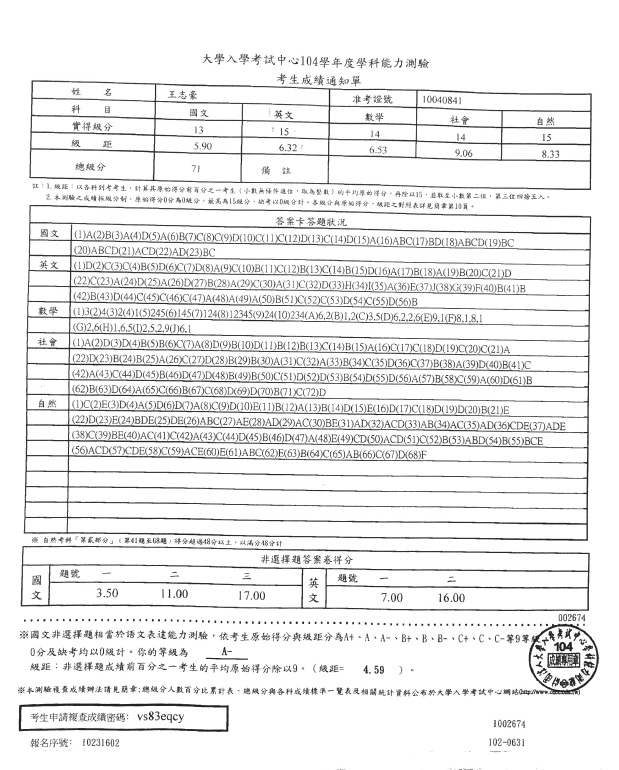 大學入學考試中心104學年度學科能力測驗
考生成績通知單
姓 名 王志豪 准考證號 10040841
科 目 國文 英文 數學 社會 自然
實得級分 13 15 14 14 15
級 距 5.90 6.32 6.53 9.06 8.33
總級分 71 備 註
註：1.級距：以各科到考考生，計算其原始得分前百分之一考生（小數無條件進位，取為整數）的平均原始得分，再除以15，並取至小數第二位，第三位四捨五入。
2.本測驗之成績採級分制，原始得分0分為0級分，最高為15級分，缺考以0級分計。各級分與原始得分、級距之對照表詳見簡章第10頁。
答案卡答題狀況
國文 (1)A(2)B(3)A(4)D(5)A(6)B(7)C(8)C(9)D(10)C(11)C(12)D(13)C(14)D(15)A(16)ABC(17)BD(18)ABCD(19)BC
(20)ABCD(21)ACD(22)AD(23)BC
英文 (1)D(2)C(3)C(4)B(5)D(6)C(7)D(8)A(9)C(10)B(11)C(12)B(13)C(14)B(15)D(16)A(17)B(18)A(19)B(20)C(21)D
(22)C(23)A(24)D(25)A(26)D(27)B(28)A(29)C(30)A(31)C(32)D(33)H(34)I(35)A(36)E(37)J(38)G(39)F(40)B(41)B
(42)B(43)D(44)C(45)C(46)C(47)A(48)A(49)A(50)B(51)C(52)C(53)D(54)C(55)D(56)B
數學 (1)3(2)4(3)2(4)1(5)245(6)145(7)124(8)12345(9)24(10)234(A)6,2(B)1,2(C)3,5(D)6,2,2,6(E)9,1(F)8,1,8,1
(G)2,6(H)1,6,5(I)2,5,2,9(J)6,1
社會 (1)A(2)D(3)D(4)B(5)B(6)C(7)A(8)D(9)B(10)D(11)B(12)B(13)C(14)B(15)A(16)C(17)C(18)D(19)C(20)C(21)A
(22)D(23)B(24)B(25)A(26)C(27)D(28)B(29)B(30)A(31)C(32)A(33)B(34)C(35)D(36)C(37)B(38)A(39)D(40)B(41)C
(42)A(43)C(44)D(45)B(46)D(47)D(48)B(49)B(50)C(51)D(52)D(53)B(54)D(55)D(56)A(57)B(58)C(59)A(60)D(61)B
(62)B(63)D(64)A(65)C(66)B(67)C(68)D(69)D(70)B(71)C(72)D
自然 (1)C(2)E(3)D(4)A(5)D(6)D(7)A(8)C(9)D(10)E(11)B(12)A(13)B(14)D(15)E(16)D(17)C(18)D(19)D(20)B(21)E
(22)D(23)E(24)BDE(25)DE(26)ABC(27)AE(28)AD(29)AC(30)BE(31)AD(32)ACD(33)AB(34)AC(35)AD(36)CDE(37)ADE
(38)C(39)BE(40)AC(41)C(42)A(43)C(44)D(45)B(46)D(47)A(48)E(49)CD(50)ACD(51)C(52)B(53)ABD(54)B(55)BCE
(56)ACD(57)CDE(58)C(59)ACE(60)E(61)ABC(62)E(63)B(64)C(65)AB(66)C(67)D(68)F
※ 自然考科「第貳部分」（第41題至68題）得分超過48分以上，以滿分48分計
非選擇題答案卷得分
國文 題號 一 二 三 英文 題號 一 二
3.50 11.00 17.00 7.00 16.00
002674
※國文非選擇題相當於語文表達能力測驗，依考生原始得分與級距分為A+、A、A-、B+、B、B-、C+、C、C-等9等級
0分及缺考均以0級計。你的等級為 A-
級距：非選擇題成績前百分之一考生的平均原始得分除以9。（級距= 4.59 ）。
104
成績專用章
※本測驗複查成績辦法請見簡章;總級分人數百分比累計表、總級分與各科成績標準一覽表及相關統計資料公布於大學入學考試中心網站(http://www.ceec.edu.tw)
考生申請複查成績密碼: vs83eqcy
1002674
報名序號: 10231602 102-0631